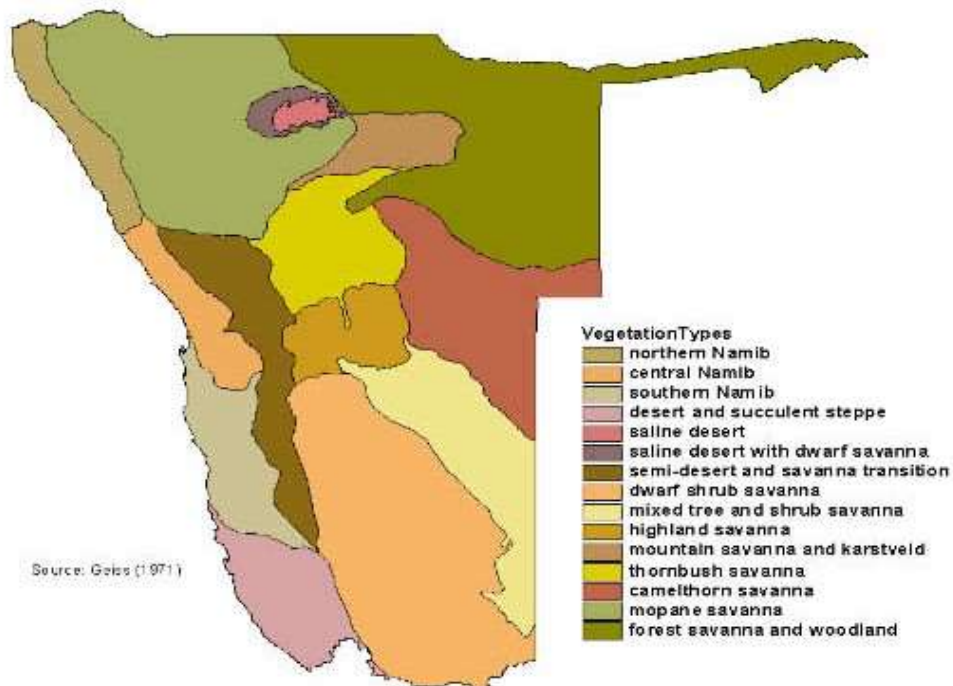 VegetationTypes
northern Namib
central Namib
southern Namib
desert and succulent steppe
saline desert
saline desert with dwarf savanna
semi-desert and savanna transition
dwarf shrub savanna
mixed tree and shrub savanna
highland savanna
mountain savanna and karstveld
thornbush savanna
camelthorn savanna
mopane savanna
forest savanna and woodland
Source: Geiss (1971)